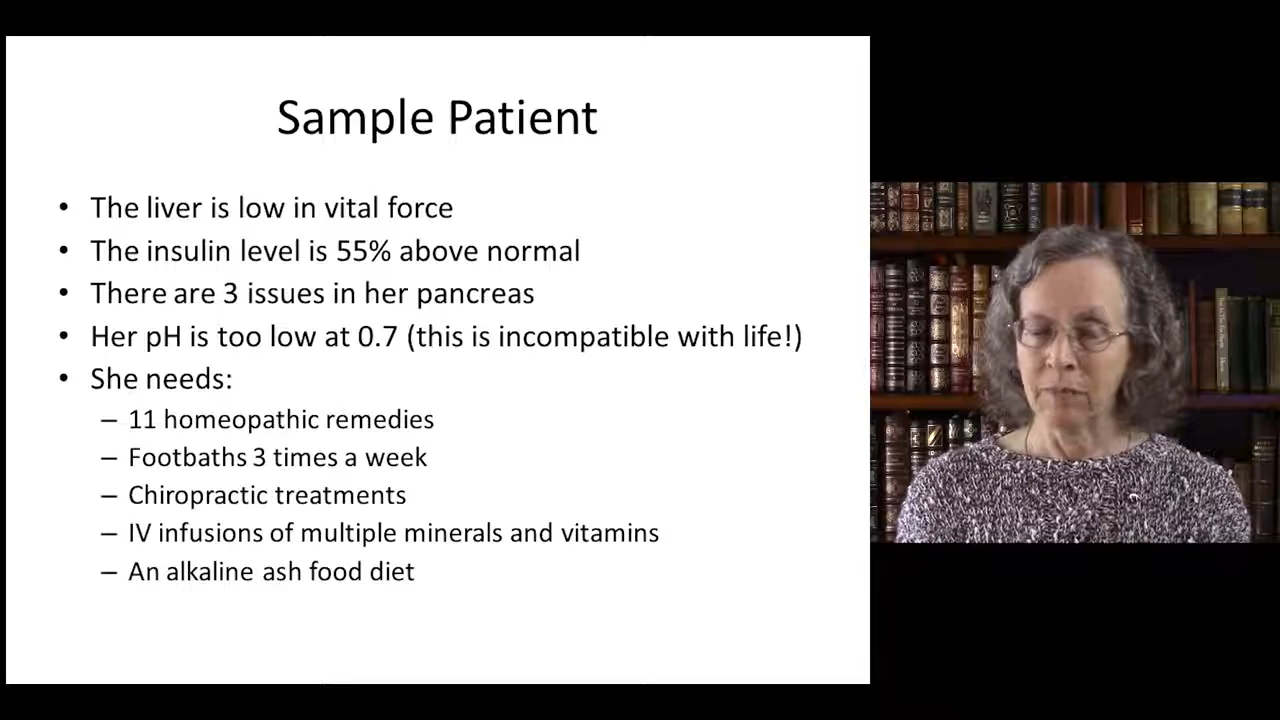 Sample Patient
• The liver is low in vital force
• The insulin level is 55% above normal
• There are 3 issues in her pancreas
• Her pH is too low at 0.7 (this is incompatible with life!)
• She needs:
– 11 homeopathic remedies
– Footbaths 3 times a week
– Chiropractic treatments
– IV infusions of multiple minerals and vitamins
– An alkaline ash food diet